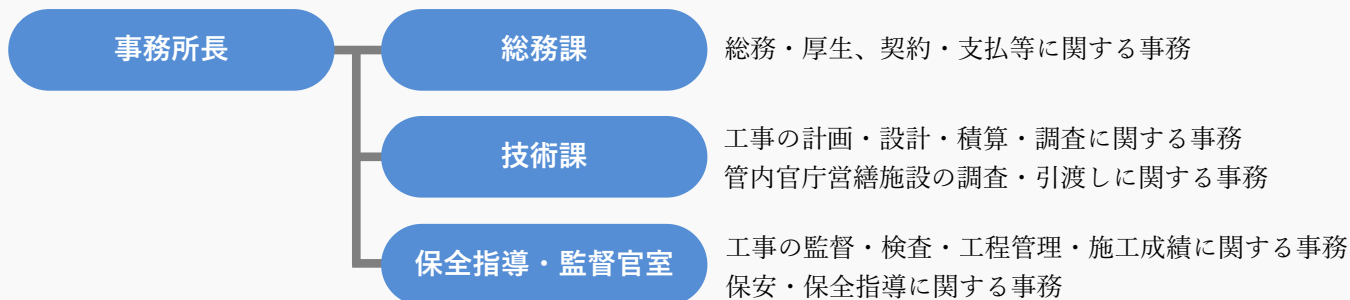 事務所長
総務課
総務・厚生、契約・支払等に関する事務
技術課
工事の計画・設計・積算・調査に関する事務
管内官庁営繕施設の調査・引渡しに関する事務
保全指導・監督官室
工事の監督・検査・工程管理・施工成績に関する事務
保安・保全指導に関する事務